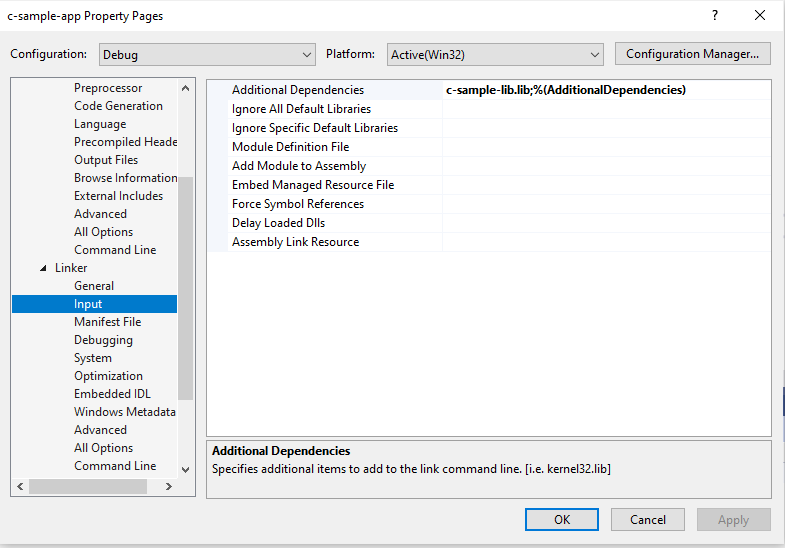 c-sample-app Property Pages
?
Configuration: Debug Platform: Active(Win32) Configuration Manager...
Preprocessor
Code Generation
Language
Precompiled Heade
Output Files
Browse Information
External Includes
Advanced
All Options
Command Line
Linker
General
Input
Manifest File
Debugging
System
Optimization
Embedded IDL
Windows Metadata
Advanced
All Options
Command Line
Additional Dependencies c-sample-lib.lib;%(AdditionalDependencies)
Ignore All Default Libraries
Ignore Specific Default Libraries
Module Definition File
Add Module to Assembly
Embed Managed Resource File
Force Symbol References
Delay Loaded Dlls
Assembly Link Resource
Additional Dependencies
Specifies additional items to add to the link command line. [i.e. kernel32.lib]
OK Cancel Apply